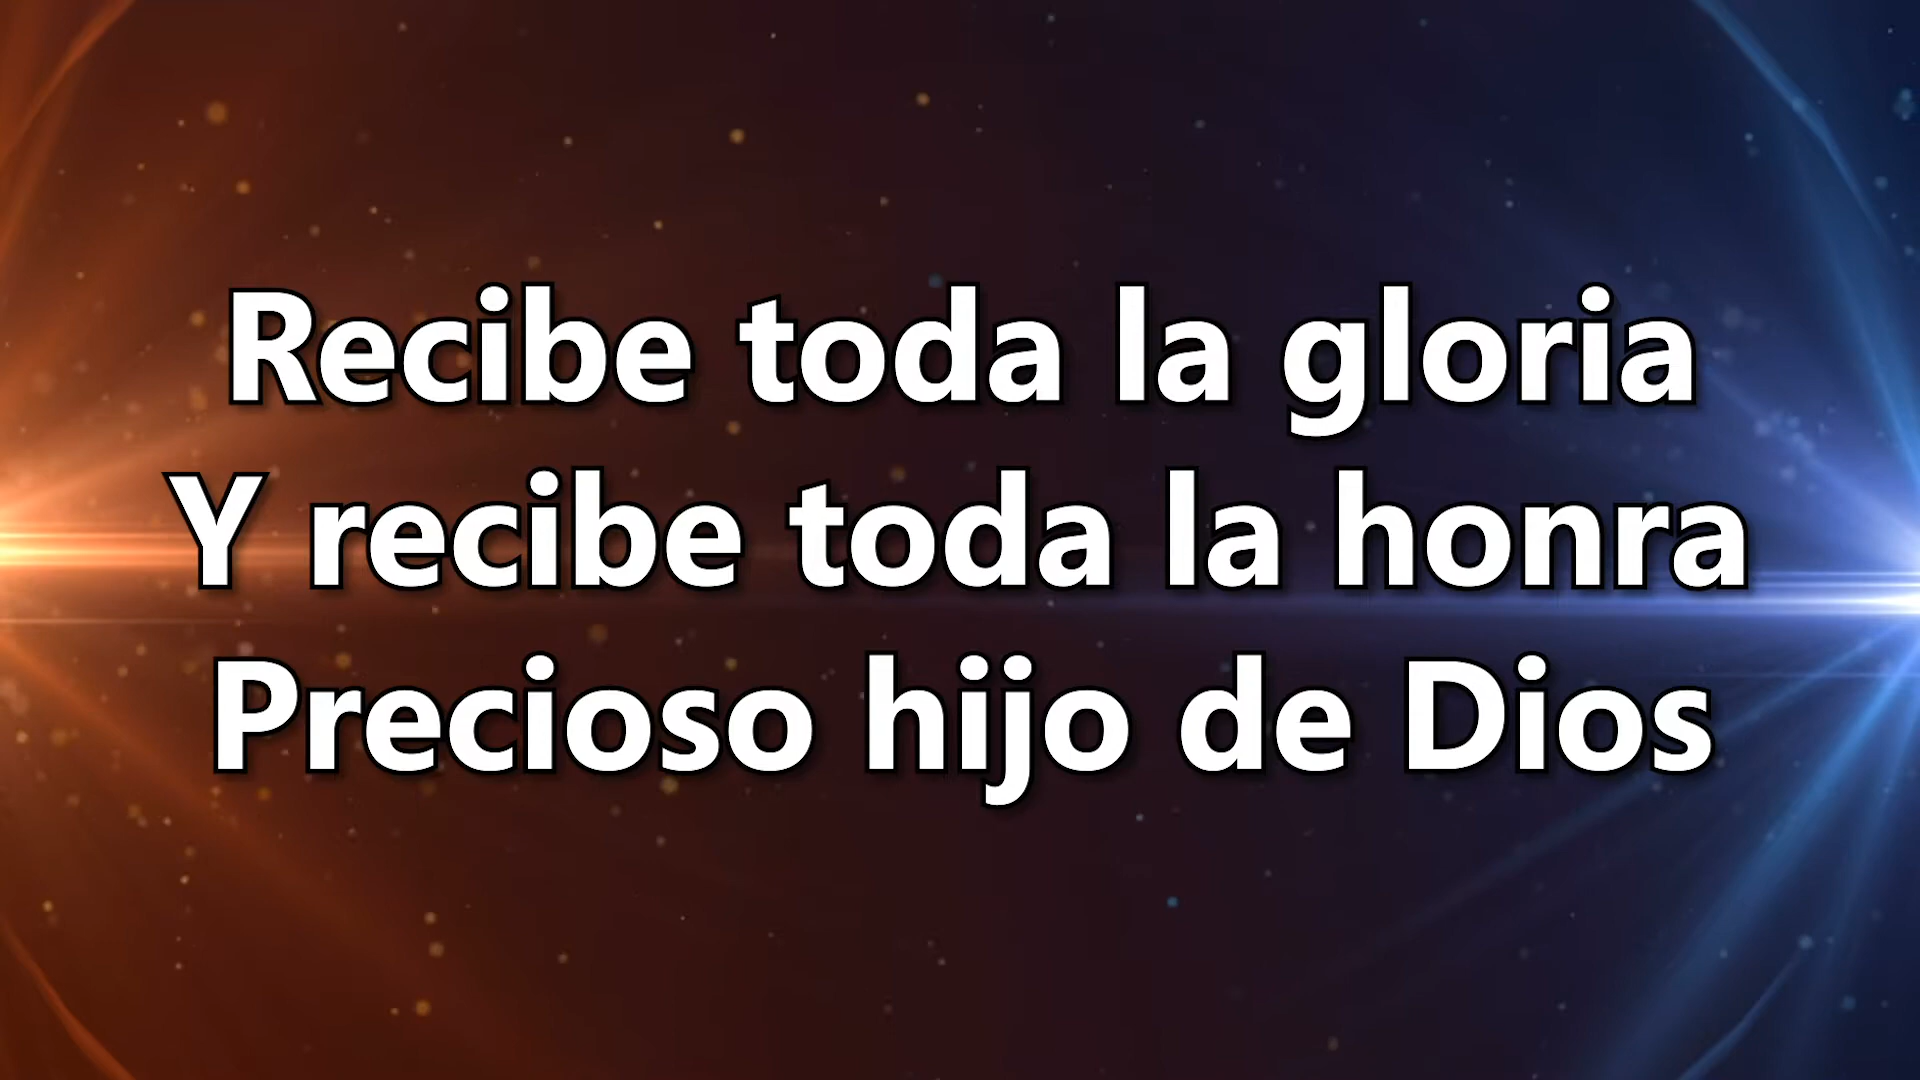 Recibe toda la gloria
Y recibe toda la honra
Precioso hijo de Dios